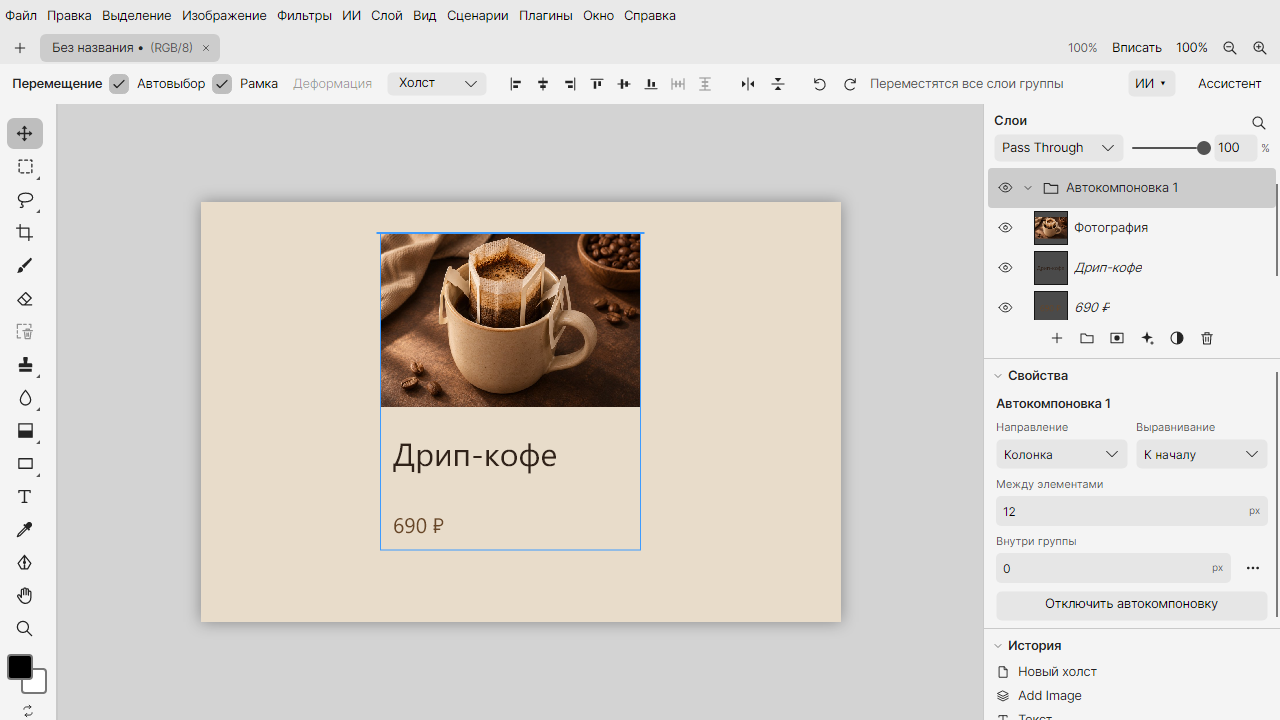 Файл Правка Выделение Изображение Фильтры ИИ Слой Вид Сценарии Плагины Окно Справка
Без названия • (RGB/8)
100% Вписать 100%
Перемещение Автовыбор Рамка Деформация Холст Переместятся все слои группы ИИ Ассистент
Слои
Pass Through 100 %
Автокомпоновка 1
Фотография
Дрип-кофе
690 ₽
Свойства
Автокомпоновка 1
Направление Выравнивание
Колонка К началу
Между элементами
12 px
Внутри группы
0 px
Отключить автокомпоновку
История
Новый холст
Add Image
Текст
Дрип-кофе
690 ₽